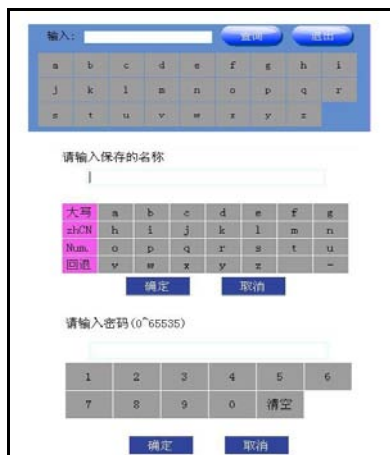 输入: 查询 退出
a b c d e f g h i
j k l m n o p q r
s t u v w x y z
请输入保存的名称
大写 a b c d e f g
zhCN h i j k l m n
Num. o p q r s t u
回退 v w x y z -
确定 取消
请输入密码(0~65535)
1 2 3 4 5 6
7 8 9 0 清空
确定 取消